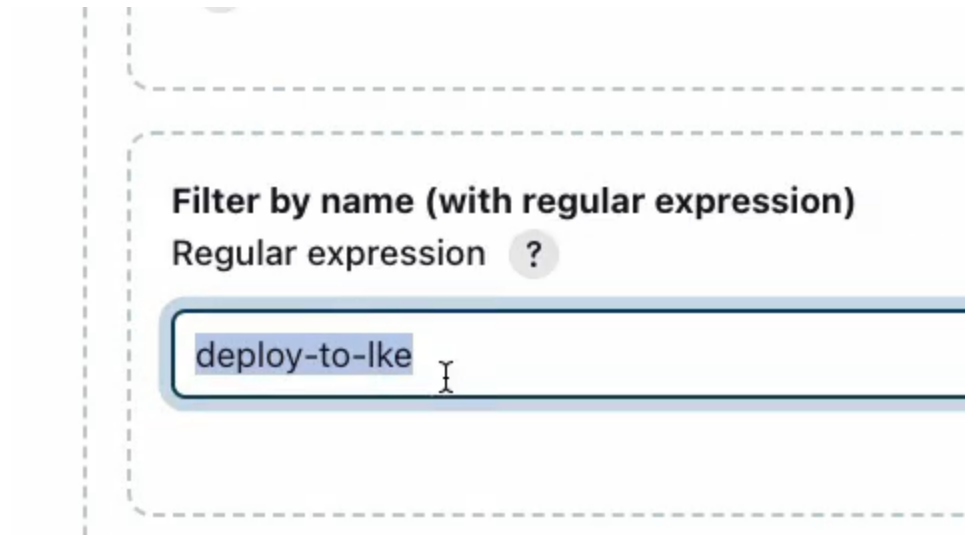 Filter by name (with regular expression)
Regular expression ?
deploy-to-lke